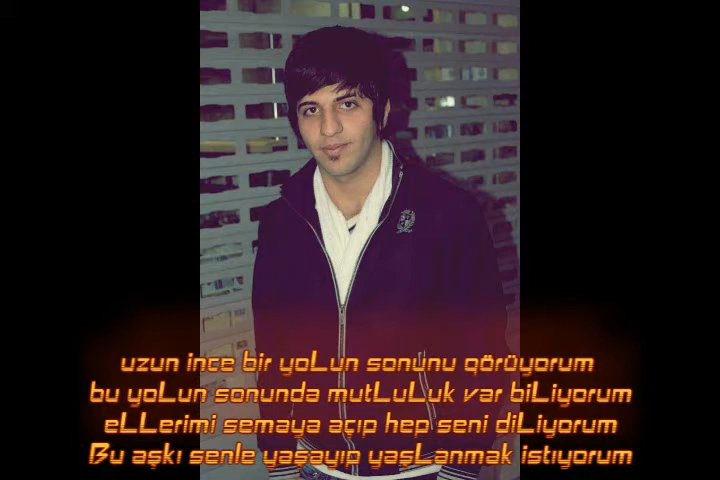 uzun ince bir yoLun sonunu görüyorum
bu yoLun sonunda mutLuLuk var biLiyorum
eLLerimi semaya açıp hep seni diLiyorum
Bu aşkı senle yaşayıp yaşLanmak istıyorum